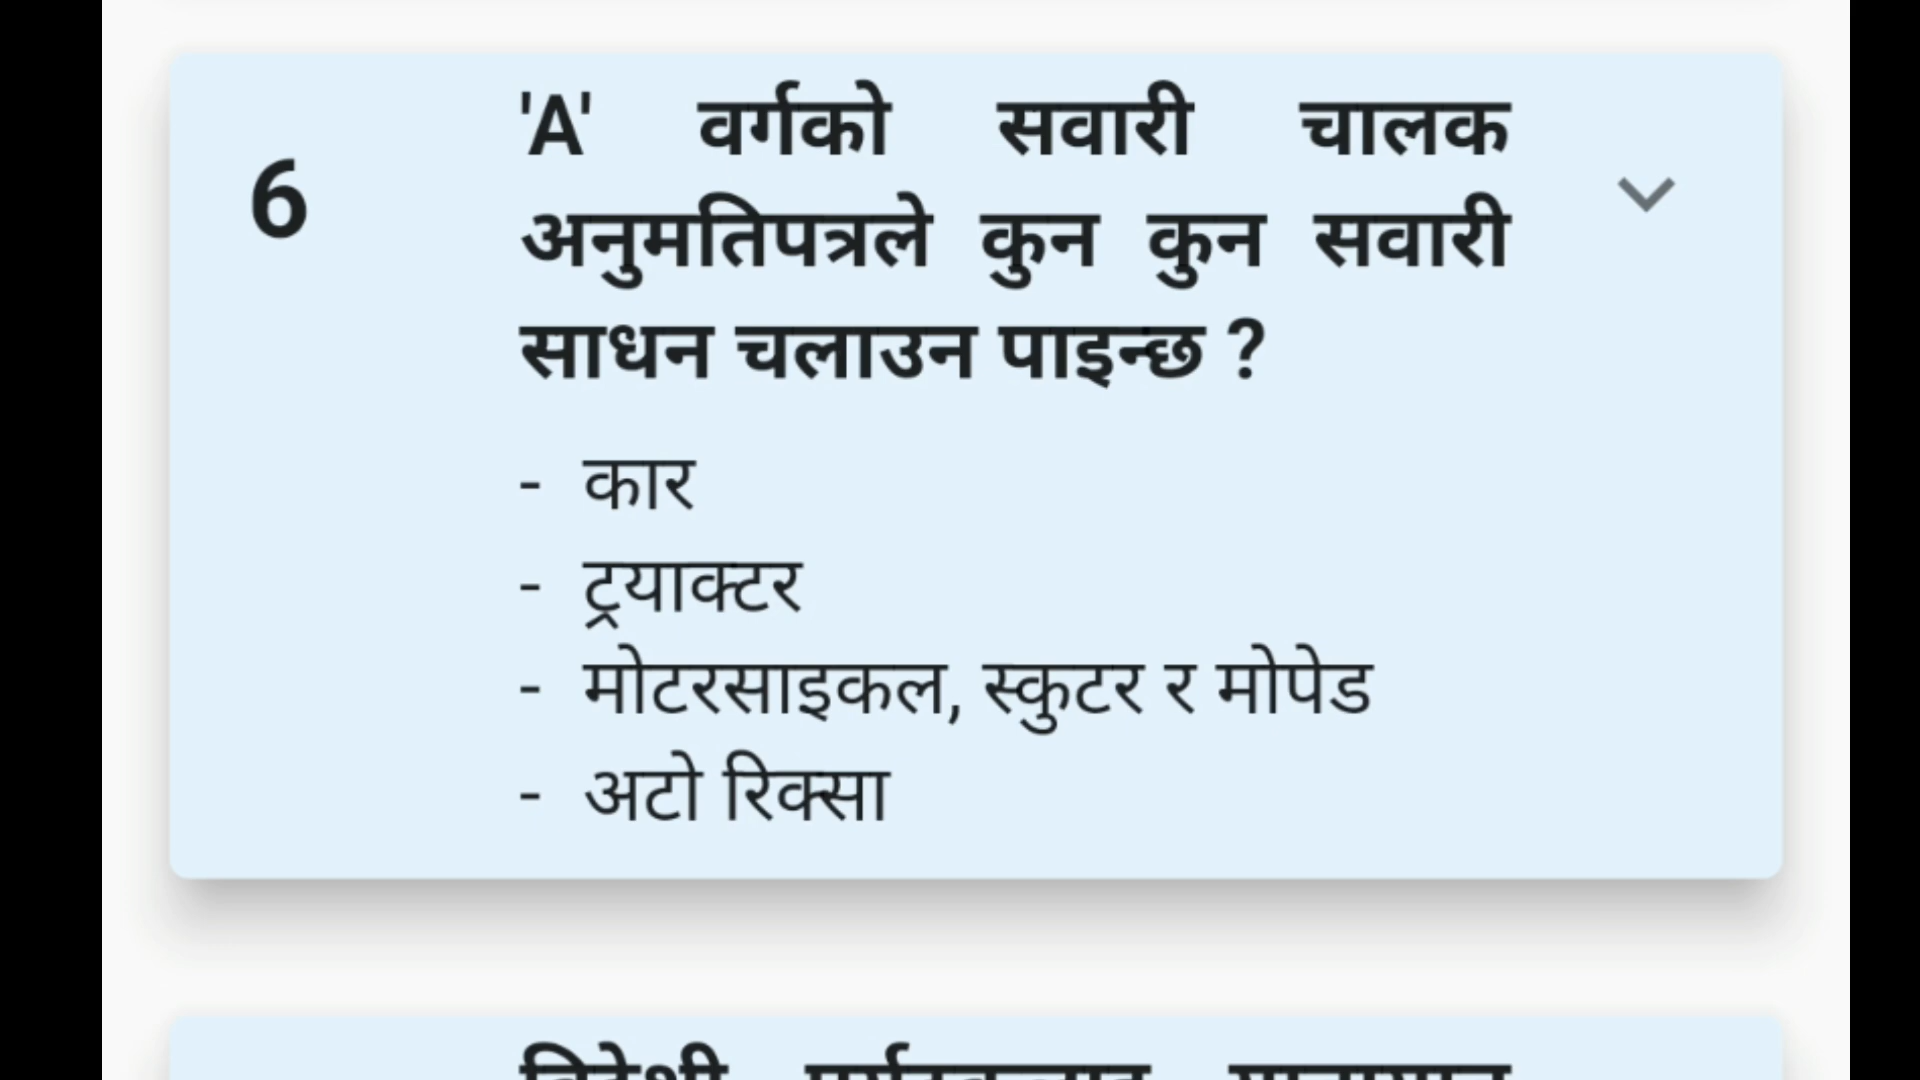 6
'A' वर्गको सवारी चालक
अनुमतिपत्रले कुन कुन सवारी
साधन चलाउन पाइन्छ ?
- कार
- ट्रयाक्टर
- मोटरसाइकल, स्कुटर र मोपेड
- अटो रिक्सा